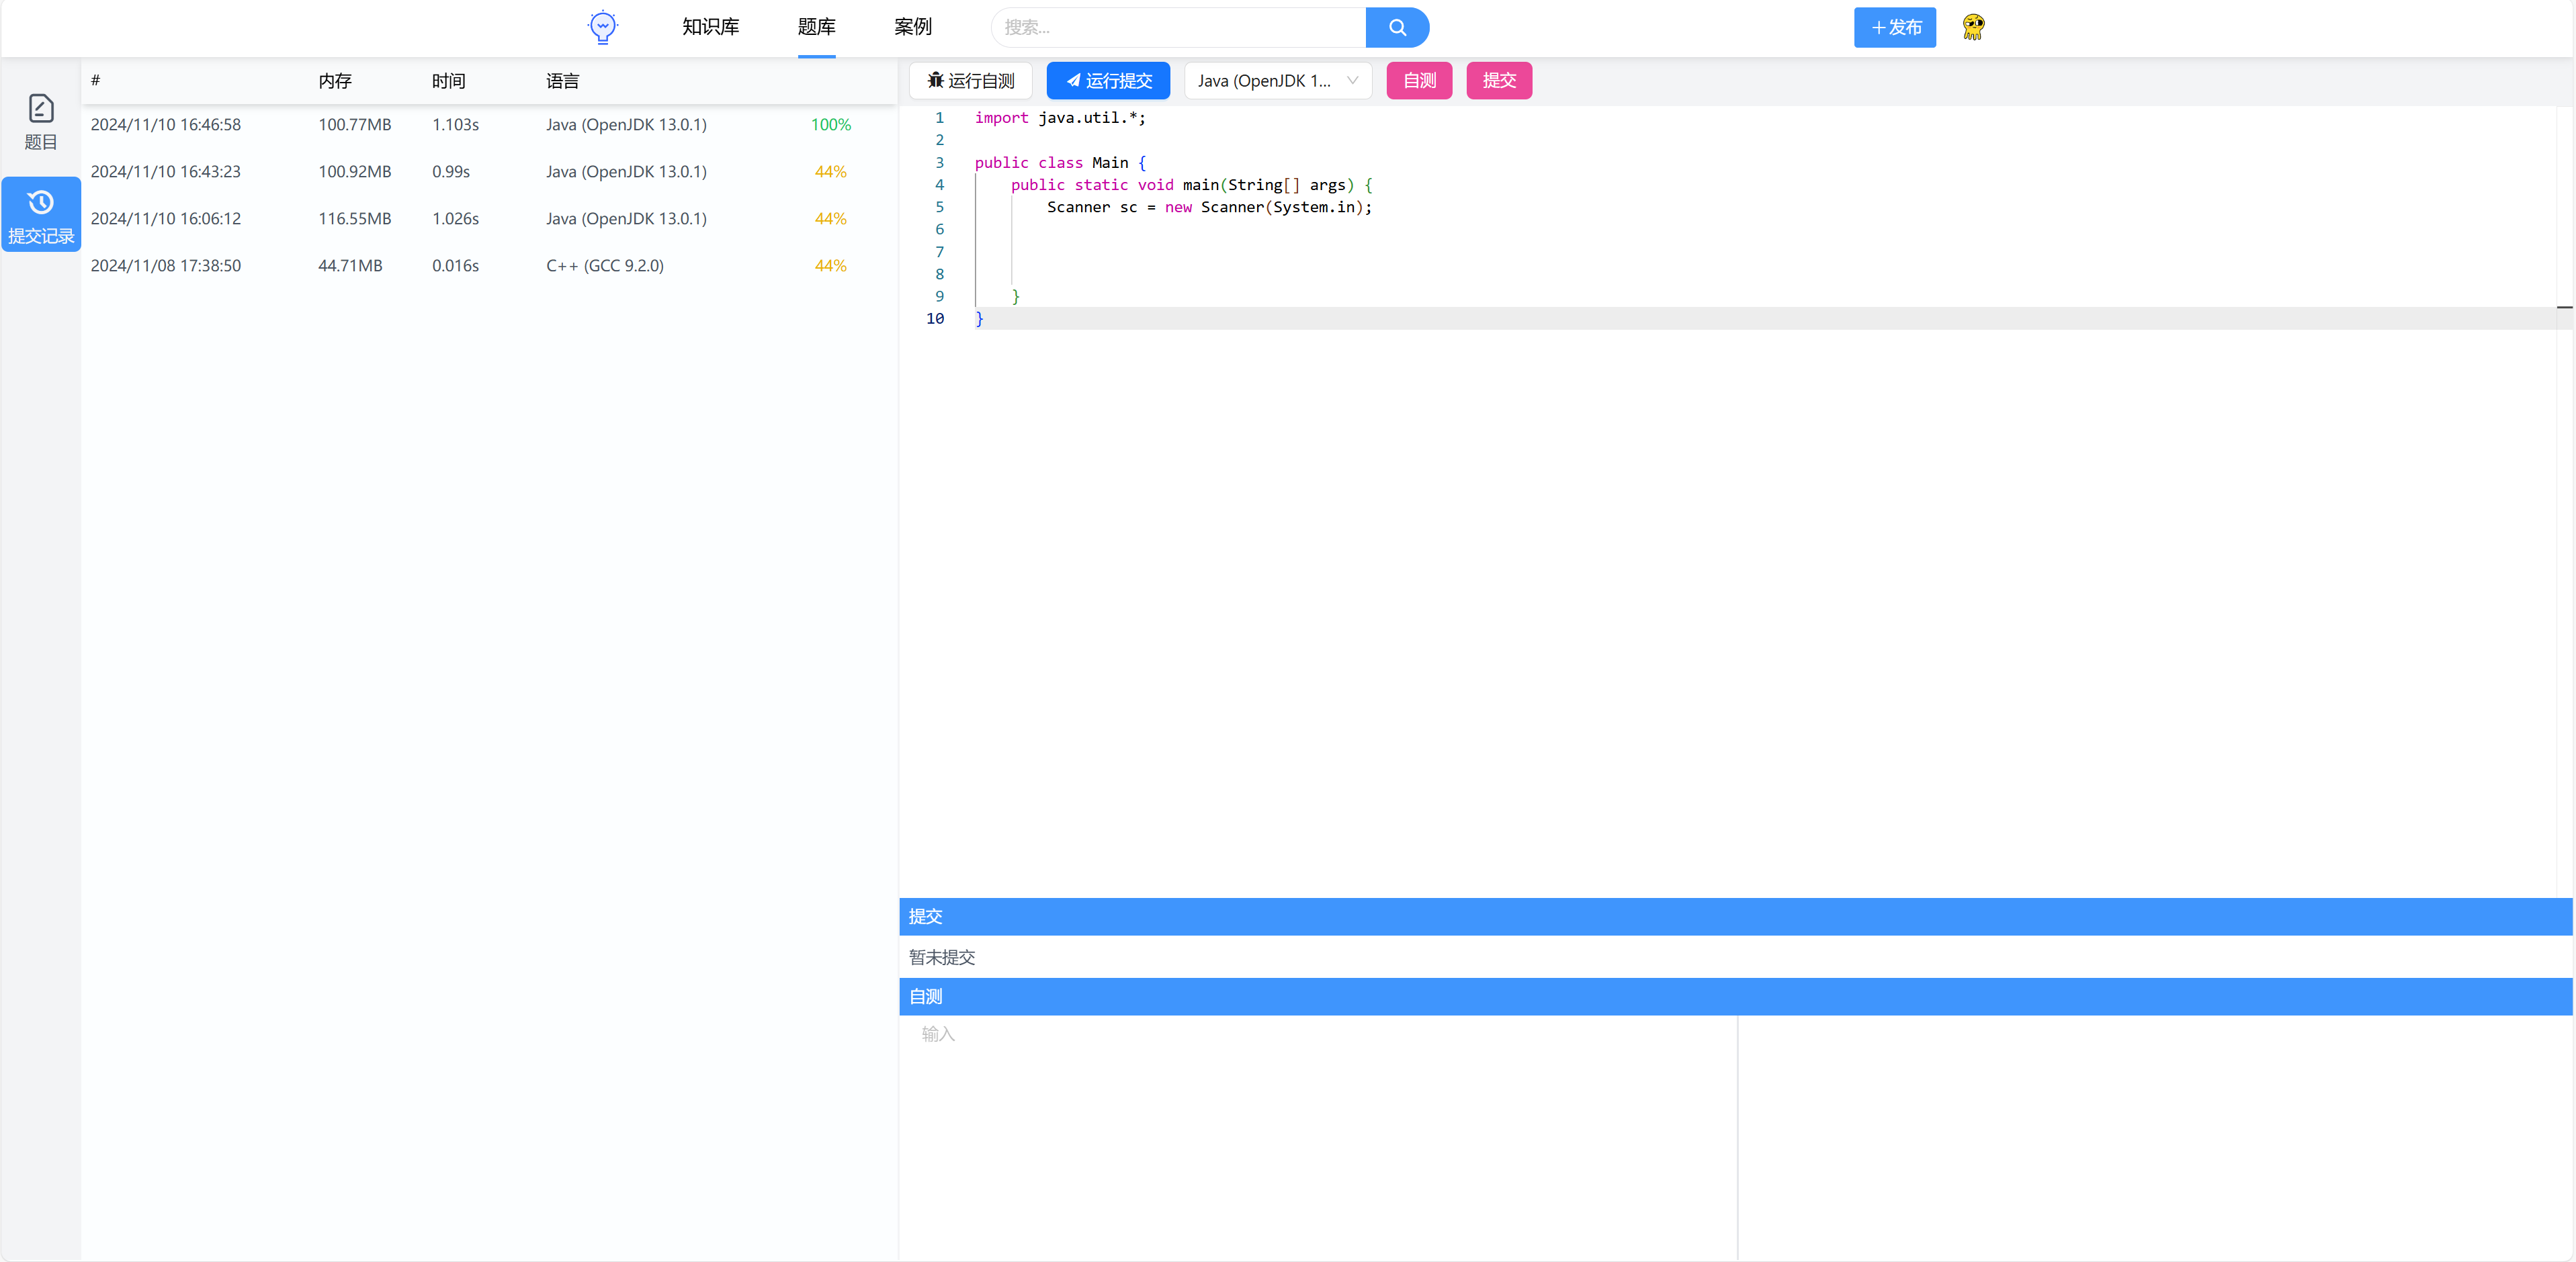 知识库 题库 案例 搜索... ＋发布
题目
提交记录
# 内存 时间 语言
2024/11/10 16:46:58 100.77MB 1.103s Java (OpenJDK 13.0.1) 100%
2024/11/10 16:43:23 100.92MB 0.99s Java (OpenJDK 13.0.1) 44%
2024/11/10 16:06:12 116.55MB 1.026s Java (OpenJDK 13.0.1) 44%
2024/11/08 17:38:50 44.71MB 0.016s C++ (GCC 9.2.0) 44%
运行自测 运行提交 Java (OpenJDK 1... 自测 提交
1 import java.util.*;
2
3 public class Main {
4 public static void main(String[] args) {
5 Scanner sc = new Scanner(System.in);
6
7
8
9 }
10 }
提交
暂未提交
自测
输入